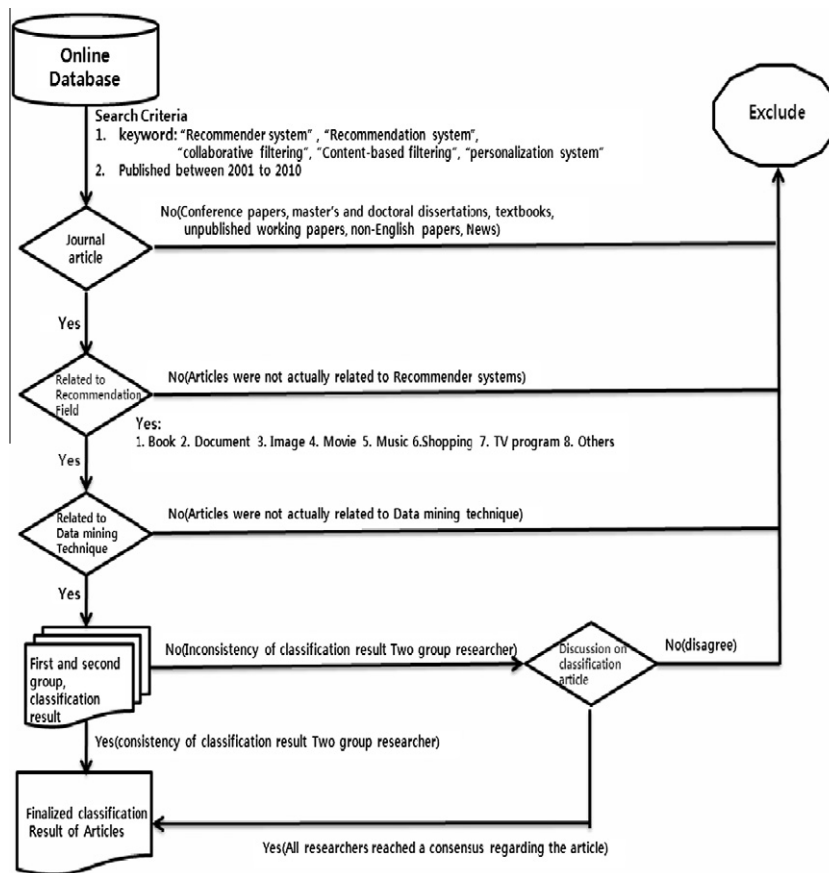 Online
Database
Exclude
Search Criteria
1. keyword: "Recommender system" , "Recommendation system",
"collaborative filtering", "Content-based filtering", "personalization system"
2. Published between 2001 to 2010
No(Conference papers, master's and doctoral dissertations, textbooks,
unpublished working papers, non-English papers, News)
Journal
article
Yes
Related to
Recommendation
Field
No(Articles were not actually related to Recommender systems)
Yes:
1. Book 2. Document 3. Image 4. Movie 5. Music 6.Shopping 7. TV program 8. Others
Yes
Related to
Data mining
Technique
No(Articles were not actually related to Data mining technique)
Yes
First and second
group,
classification
result
No(Inconsistency of classification result Two group researcher)
Discussion on
classification
article
No(disagree)
Yes(consistency of classification result Two group researcher)
Finalized classification
Result of Articles
Yes(All researchers reached a consensus regarding the article)